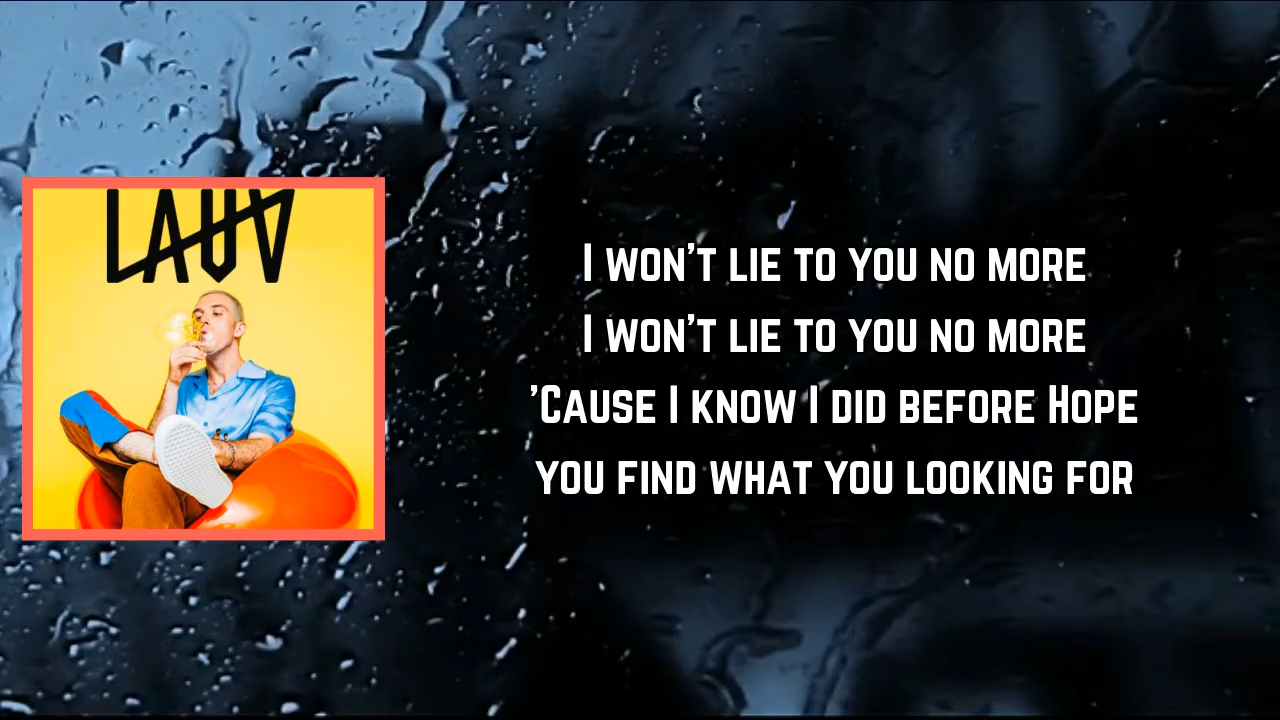 LAUV
I WON'T LIE TO YOU NO MORE
I WON'T LIE TO YOU NO MORE
'CAUSE I KNOW I DID BEFORE HOPE
YOU FIND WHAT YOU LOOKING FOR